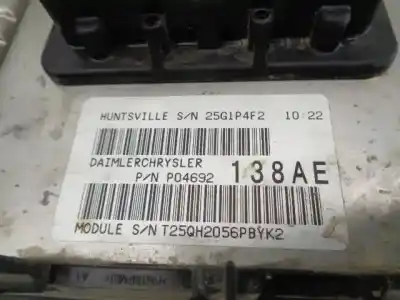 HUNTSVILLE S/N 25G1P4F2 10:22
DAIMLERCHRYSLER
P/N P04692 138AE
MODULE S/N T25QH2056PBYK2